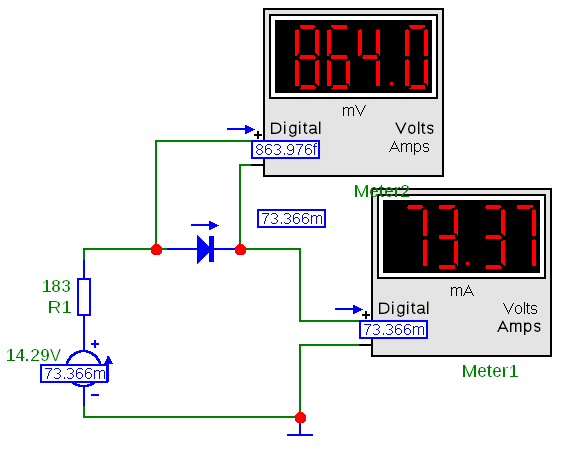 864.0
mV
Digital Volts
Amps
+
863.976f
Meter2
73.366m
73.37
mA
Digital Volts
Amps
+
73.366m
Meter1
183
R1
14.29V
+
73.366m
−